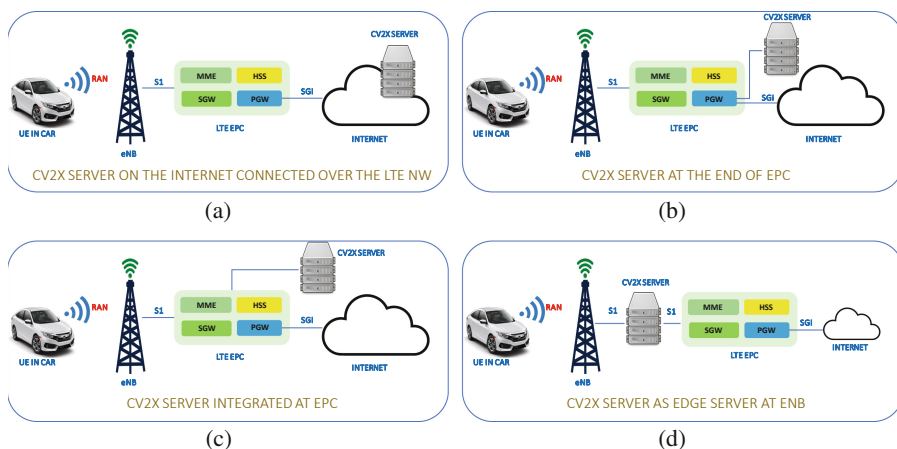 CV2X SERVER
RAN
S1
MME
HSS
SGW
PGW
SGI
LTE EPC
UE IN CAR
eNB
INTERNET
CV2X SERVER ON THE INTERNET CONNECTED OVER THE LTE NW
(a)
CV2X SERVER
RAN
S1
MME
HSS
SGW
PGW
SGI
LTE EPC
UE IN CAR
eNB
INTERNET
CV2X SERVER AT THE END OF EPC
(b)
CV2X SERVER
RAN
S1
MME
HSS
SGW
PGW
SGI
LTE EPC
UE IN CAR
eNB
INTERNET
CV2X SERVER INTEGRATED AT EPC
(c)
CV2X SERVER
RAN
S1
S1
MME
HSS
SGW
PGW
SGI
LTE EPC
INTERNET
UE IN CAR
eNB
CV2X SERVER AS EDGE SERVER AT ENB
(d)